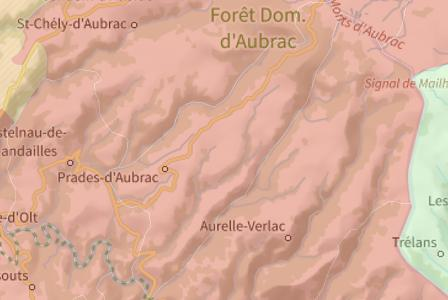 St-Chély-d'Aubrac
Forêt Dom.
d'Aubrac
Monts d'Aubrac
Signal de Mailh
stelnau-de-
andailles
Prades-d'Aubrac
e-d'Olt
Aurelle-Verlac
Les
Trélans
souts